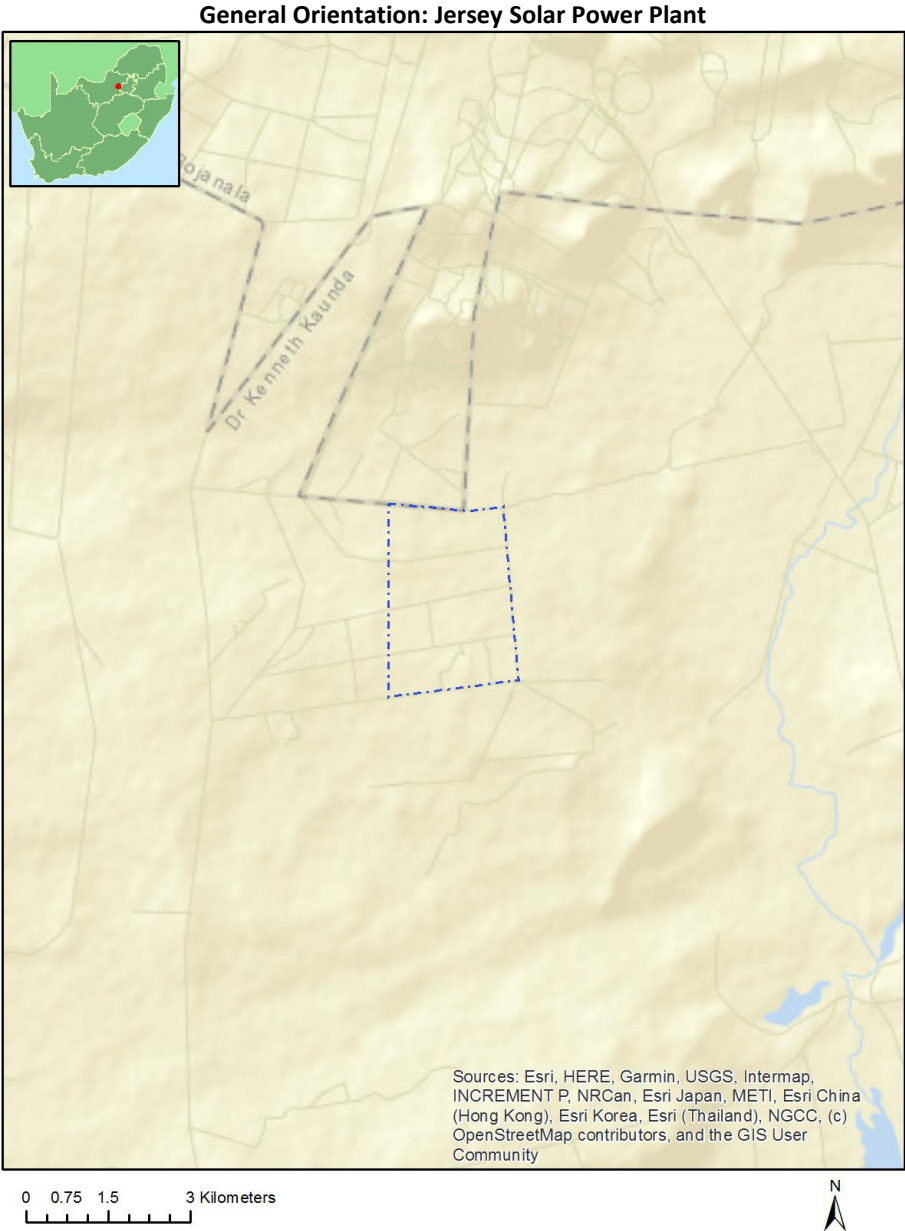 General Orientation: Jersey Solar Power Plant
ojanala
Dr Kenneth Kaunda
Sources: Esri, HERE, Garmin, USGS, Intermap,
INCREMENT P, NRCan, Esri Japan, METI, Esri China
(Hong Kong), Esri Korea, Esri (Thailand), NGCC, (c)
OpenStreetMap contributors, and the GIS User
Community
0 0.75 1.5 3 Kilometers
N